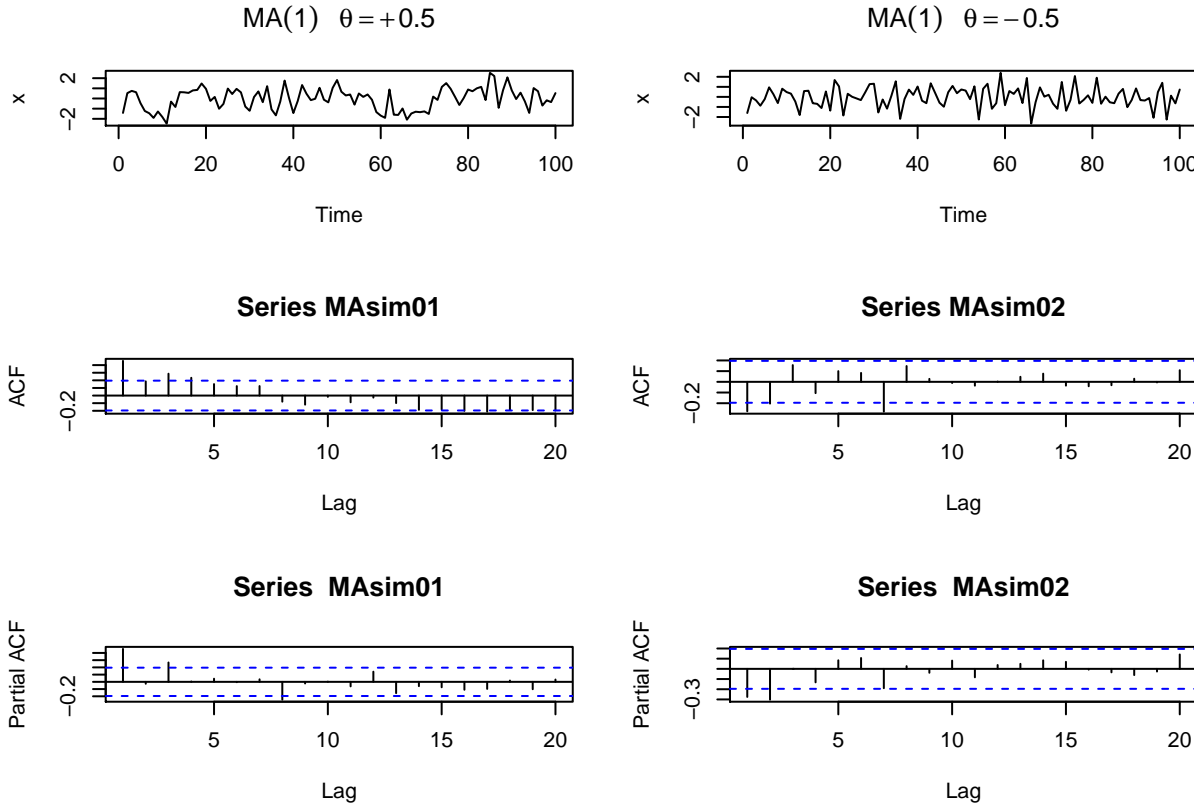 MA(1) θ = +0.5
x
−2
2
0 20 40 60 80 100
Time
MA(1) θ = −0.5
x
−2
2
0 20 40 60 80 100
Time
Series MAsim01
ACF
−0.2
5 10 15 20
Lag
Series MAsim02
ACF
−0.2
5 10 15 20
Lag
Series MAsim01
Partial ACF
−0.2
5 10 15 20
Lag
Series MAsim02
Partial ACF
−0.3
5 10 15 20
Lag